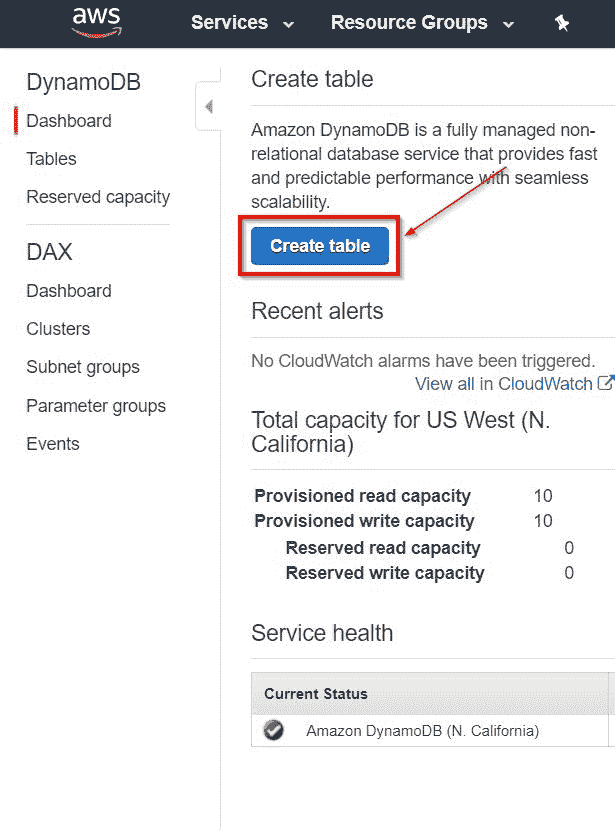 aws
Services
Resource Groups
DynamoDB
Dashboard
Tables
Reserved capacity
DAX
Dashboard
Clusters
Subnet groups
Parameter groups
Events
Create table
Amazon DynamoDB is a fully managed non-
relational database service that provides fast
and predictable performance with seamless
scalability.
Create table
Recent alerts
No CloudWatch alarms have been triggered.
View all in CloudWatch
Total capacity for US West (N.
California)
Provisioned read capacity 10
Provisioned write capacity 10
Reserved read capacity 0
Reserved write capacity 0
Service health
Current Status
Amazon DynamoDB (N. California)